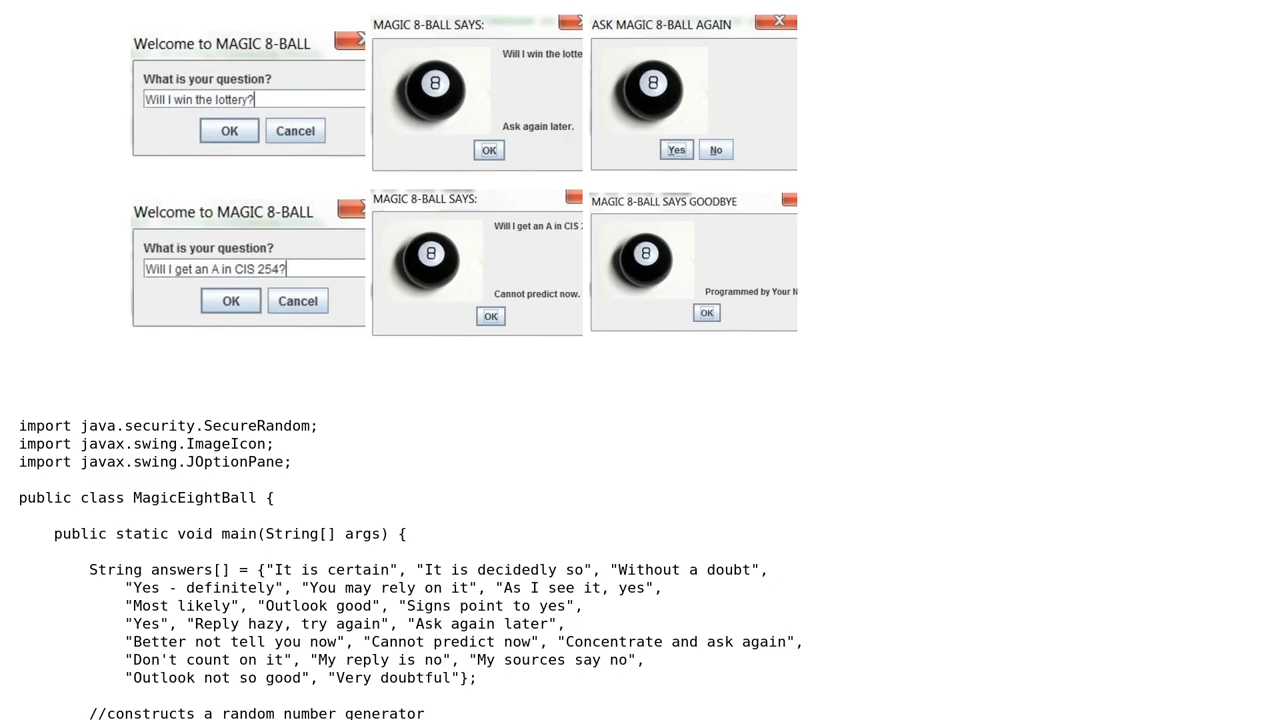 Welcome to MAGIC 8-BALL
What is your question?
Will I win the lottery?
OK Cancel
MAGIC 8-BALL SAYS:
8
Will I win the
Ask again later.
OK
ASK MAGIC 8-BALL AGAIN
8
Yes No
Welcome to MAGIC 8-BALL
What is your question?
Will I get an A in CIS 254?
OK Cancel
MAGIC 8-BALL SAYS:
8
Will I get an A in CIS
Cannot predict now.
OK
MAGIC 8-BALL SAYS GOODBYE
8
Programmed by Your
OK
import java.security.SecureRandom;
import javax.swing.ImageIcon;
import javax.swing.JOptionPane;
public class MagicEightBall {
public static void main(String[] args) {
String answers[] = {"It is certain", "It is decidedly so", "Without a doubt",
"Yes - definitely", "You may rely on it", "As I see it, yes",
"Most likely", "Outlook good", "Signs point to yes",
"Yes", "Reply hazy, try again", "Ask again later",
"Better not tell you now", "Cannot predict now", "Concentrate and ask again",
"Don't count on it", "My reply is no", "My sources say no",
"Outlook not so good", "Very doubtful"};
//constructs a random number generator